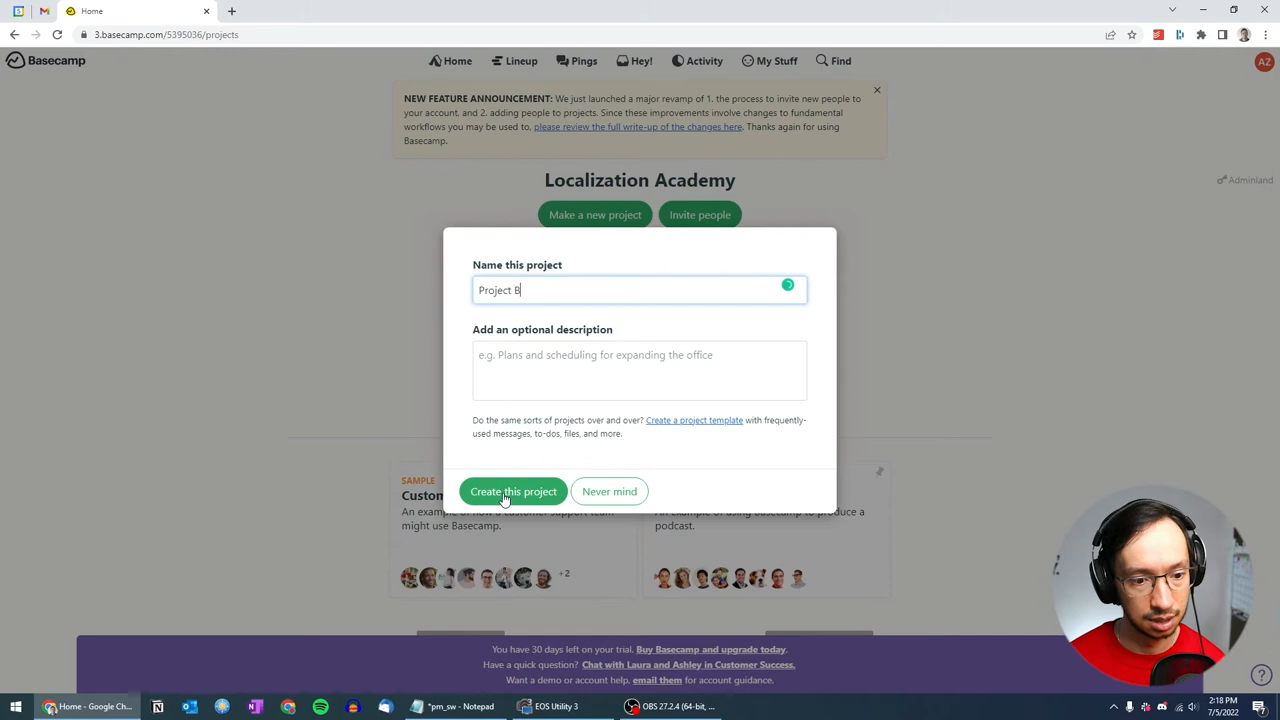 Home
3.basecamp.com/5395036/projects
Basecamp
Home Lineup Pings Hey! Activity My Stuff Find
AZ
NEW FEATURE ANNOUNCEMENT: We just launched a major revamp of 1. the process to invite new people to
your account, and 2. adding people to projects. Since these improvements involve changes to fundamental
workflows you may be used to, please review the full write-up of the changes here. Thanks again for using
Basecamp.
Localization Academy
Adminland
Make a new project Invite people
Name this project
Project B
Add an optional description
e.g. Plans and scheduling for expanding the office
Do the same sorts of projects over and over? Create a project template with frequently-
used messages, to-dos, files, and more.
Create this project Never mind
SAMPLE
Custom
An example of how a customer support team
might use Basecamp.
+2
An example of using Basecamp to produce a
podcast.
You have 30 days left on your trial. Buy Basecamp and upgrade today.
Have a quick question? Chat with Laura and Ashley in Customer Success.
Want a demo or account help, email them for account guidance.
Home - Google Ch...
*pm_sw - Notepad
EOS Utility 3
OBS 27.2.4 (64-bit, ...
2:18 PM
7/5/2022